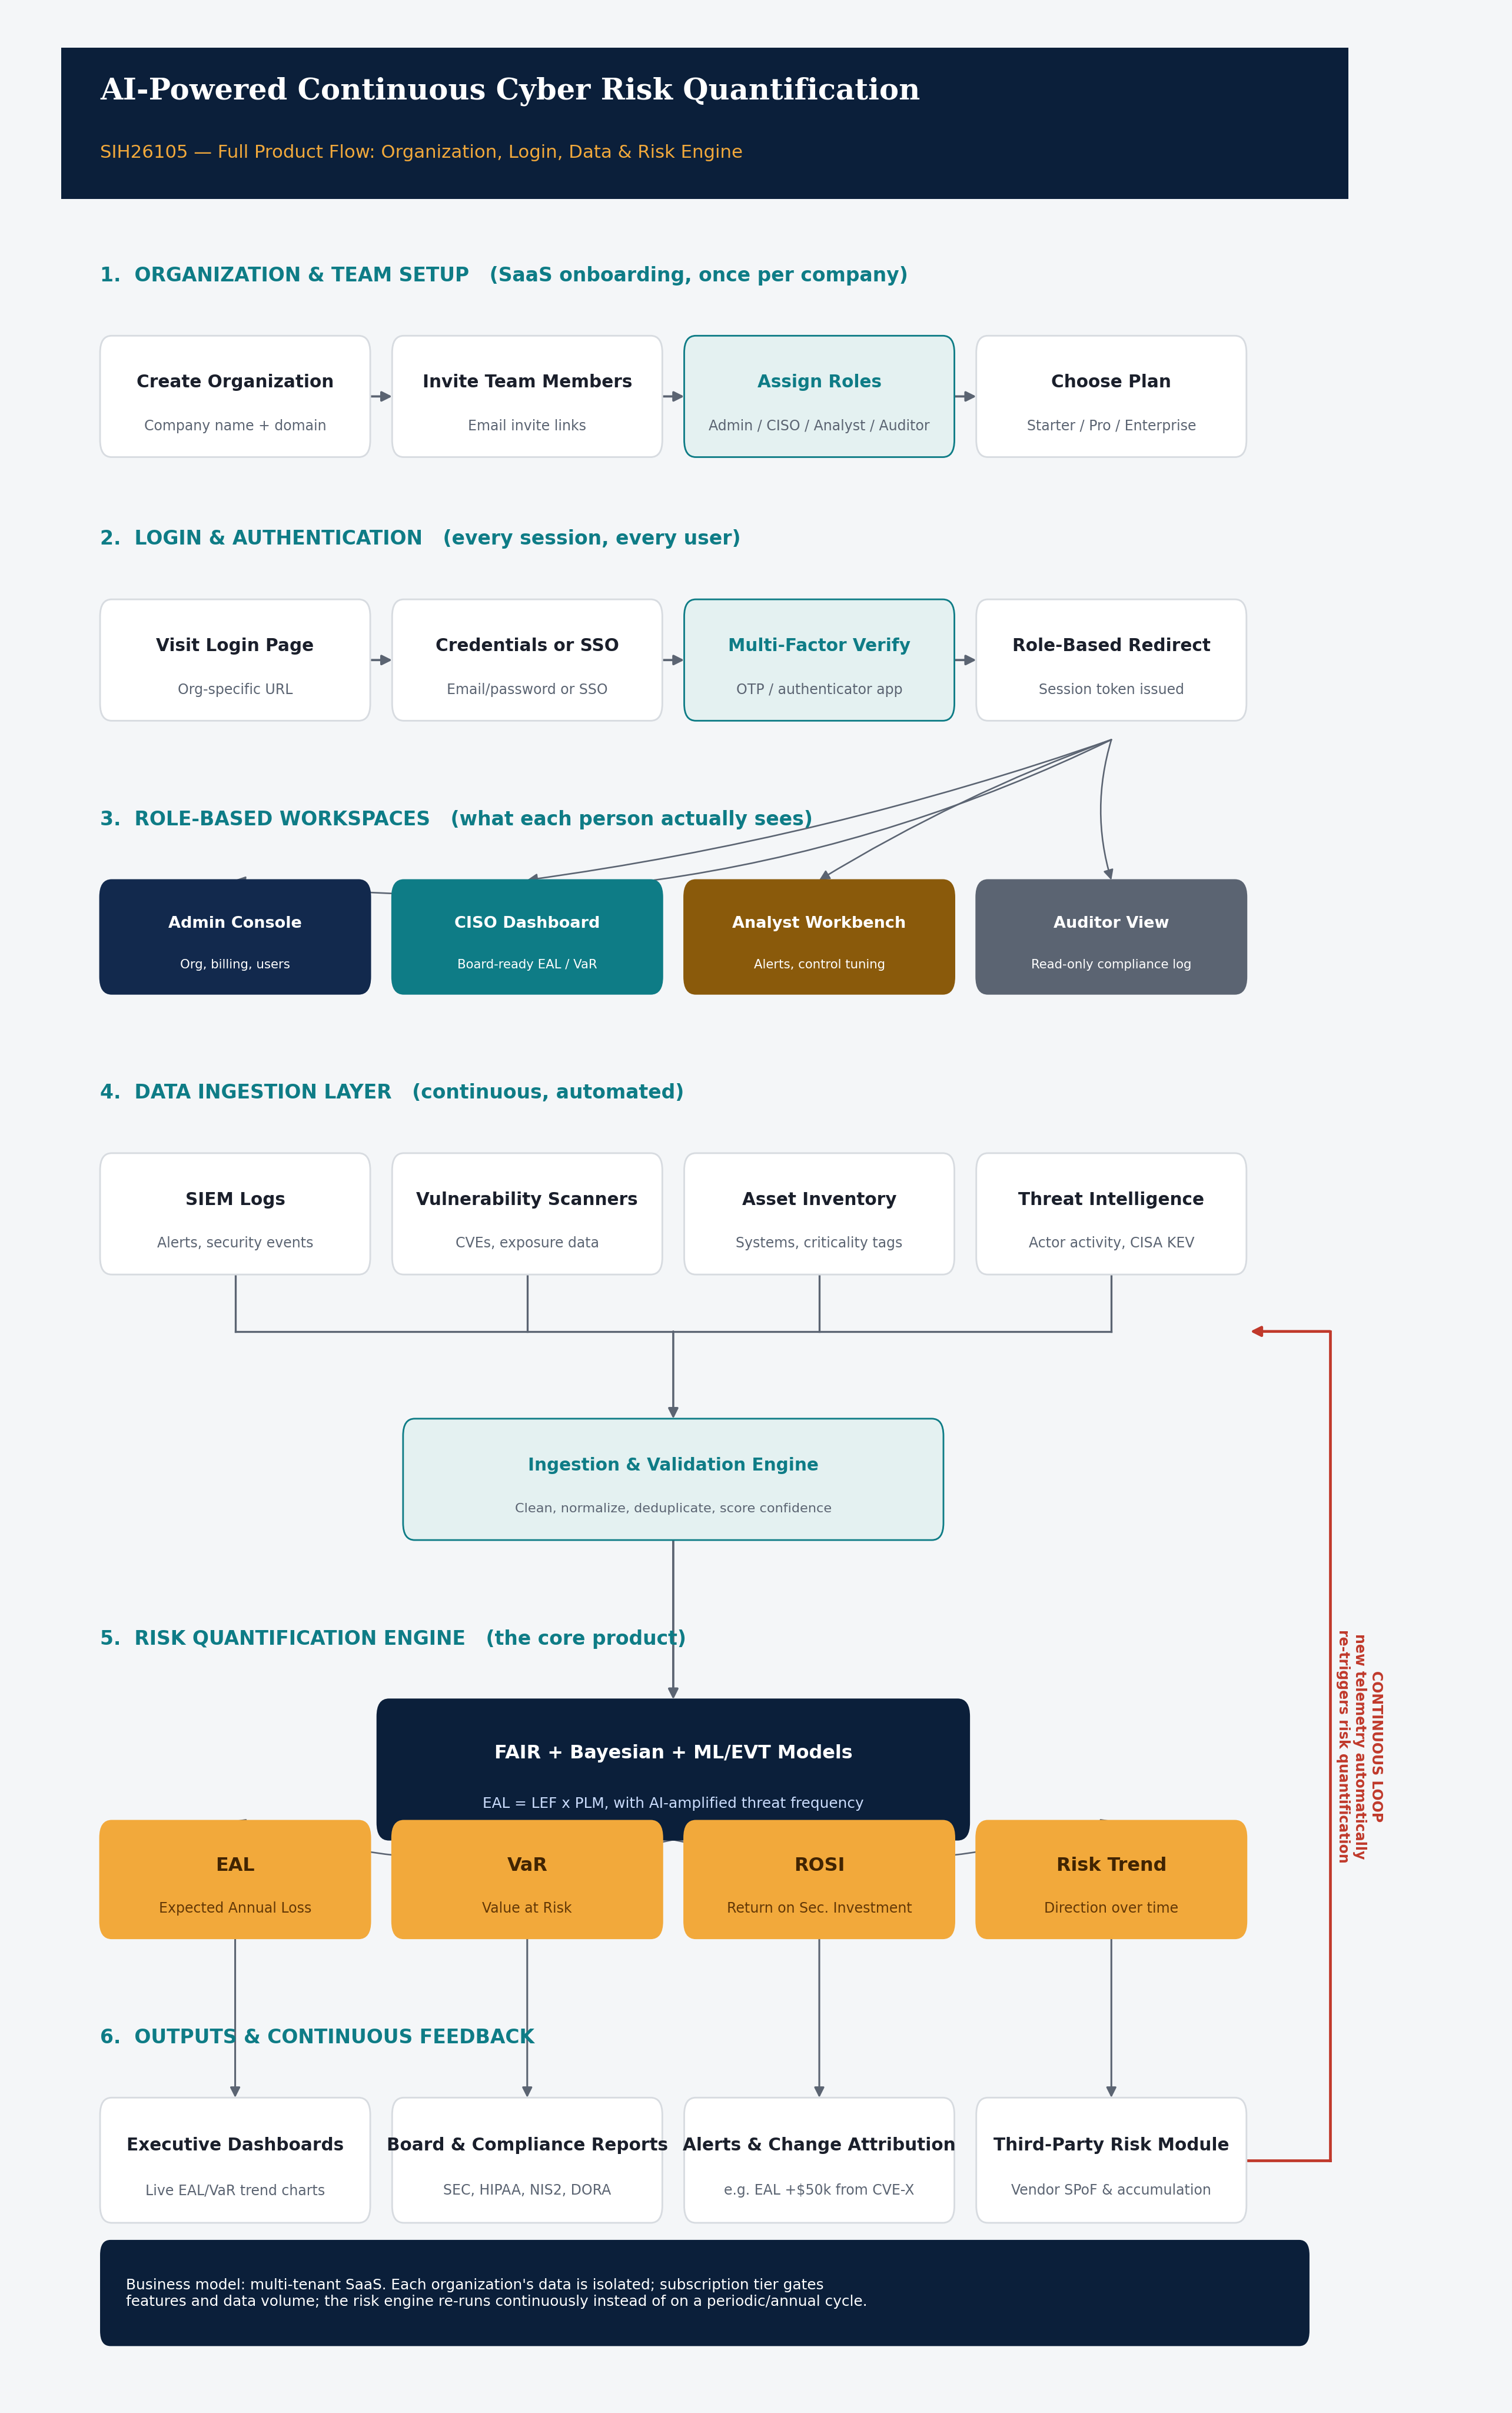 AI-Powered Continuous Cyber Risk Quantification
SIH26105 — Full Product Flow: Organization, Login, Data & Risk Engine
1. ORGANIZATION & TEAM SETUP (SaaS onboarding, once per company)
Create Organization
Company name + domain
Invite Team Members
Email invite links
Assign Roles
Admin / CISO / Analyst / Auditor
Choose Plan
Starter / Pro / Enterprise
2. LOGIN & AUTHENTICATION (every session, every user)
Visit Login Page
Org-specific URL
Credentials or SSO
Email/password or SSO
Multi-Factor Verify
OTP / authenticator app
Role-Based Redirect
Session token issued
3. ROLE-BASED WORKSPACES (what each person actually sees)
Admin Console
Org, billing, users
CISO Dashboard
Board-ready EAL / VaR
Analyst Workbench
Alerts, control tuning
Auditor View
Read-only compliance log
4. DATA INGESTION LAYER (continuous, automated)
SIEM Logs
Alerts, security events
Vulnerability Scanners
CVEs, exposure data
Asset Inventory
Systems, criticality tags
Threat Intelligence
Actor activity, CISA KEV
Ingestion & Validation Engine
Clean, normalize, deduplicate, score confidence
5. RISK QUANTIFICATION ENGINE (the core product)
FAIR + Bayesian + ML/EVT Models
EAL = LEF x PLM, with AI-amplified threat frequency
EAL
Expected Annual Loss
VaR
Value at Risk
ROSI
Return on Sec. Investment
Risk Trend
Direction over time
CONTINUOUS LOOP
new telemetry automatically
re-triggers risk quantification
6. OUTPUTS & CONTINUOUS FEEDBACK
Executive Dashboards
Live EAL/VaR trend charts
Board & Compliance Reports
SEC, HIPAA, NIS2, DORA
Alerts & Change Attribution
e.g. EAL +$50k from CVE-X
Third-Party Risk Module
Vendor SPoF & accumulation
Business model: multi-tenant SaaS. Each organization's data is isolated; subscription tier gates
features and data volume; the risk engine re-runs continuously instead of on a periodic/annual cycle.